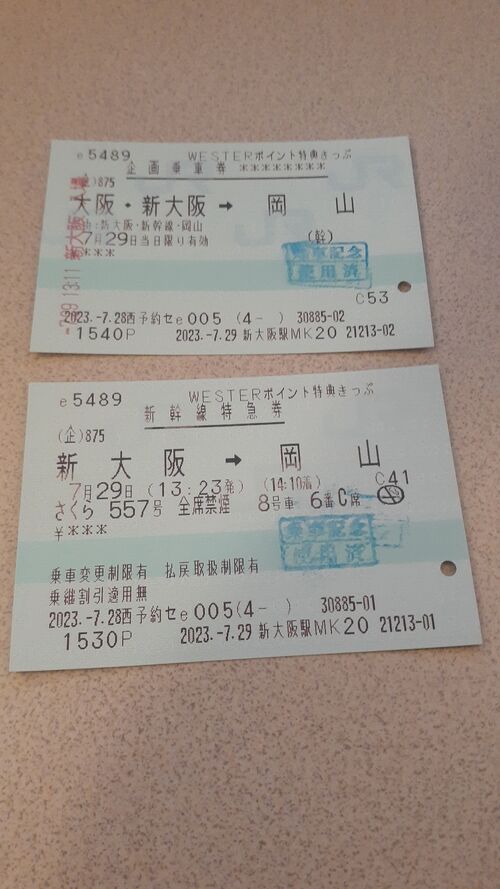 e5489 WESTERポイント特典きっぷ
企画乗車券 ********
(企)875
大阪・新大阪 → 岡山
:新大阪・新幹線・岡山 (幹)
7月29日当日限り有効
***
乗車記念
使用済
13:11 新大阪
C53
2023.-7.28西予約セe005 (4- ) 30885-02
1540P 2023.-7.29 新大阪駅MK20 21213-02
e5489 WESTERポイント特典きっぷ
新幹線特急券
(企)875
新大阪 → 岡山
C41
7月29日 (13:23発) (14:10着)
さくら 557号 全席禁煙 8号車 6番C席
¥***
乗車記念
使用済
乗車変更制限有 払戻取扱制限有
乗継割引適用無
2023.-7.28西予約セe005(4- ) 30885-01
1530P 2023.-7.29 新大阪駅MK20 21213-01